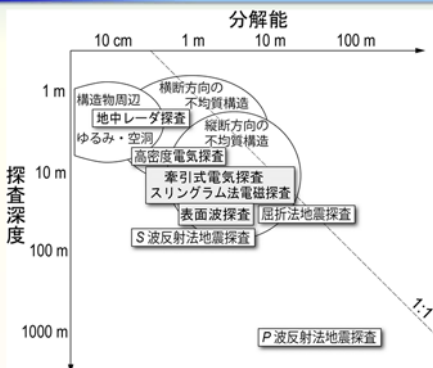 分解能
10 cm
1 m
10 m
100 m
探査深度
1 m
10 m
100 m
1000 m
構造物周辺
ゆるみ・空洞
地中レーダ探査
横断方向の
不均質構造
縦断方向の
不均質構造
高密度電気探査
牽引式電気探査
スリングラム法電磁探査
表面波探査
屈折法地震探査
S波反射法地震探査
P波反射法地震探査
1:1